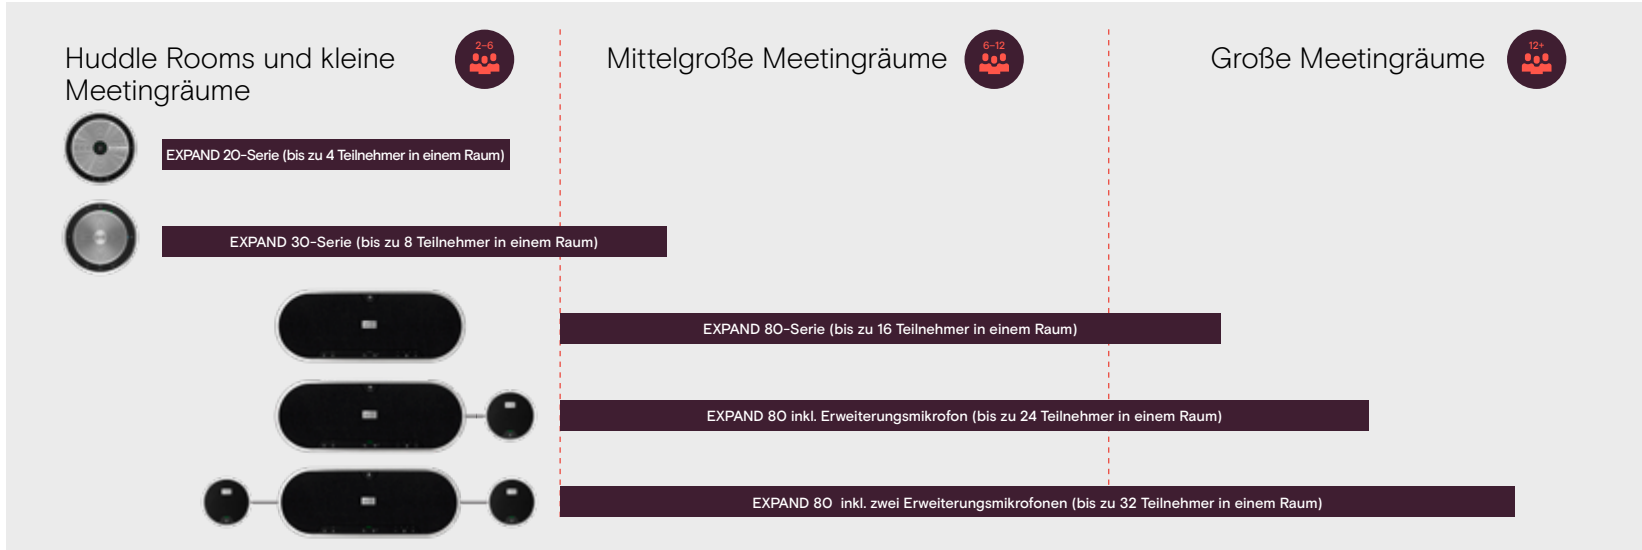 Huddle Rooms und kleine
Meetingräume
2–6
Mittelgroße Meetingräume
6–12
Große Meetingräume
12+
EXPAND 20-Serie (bis zu 4 Teilnehmer in einem Raum)
EXPAND 30-Serie (bis zu 8 Teilnehmer in einem Raum)
EXPAND 80-Serie (bis zu 16 Teilnehmer in einem Raum)
EXPAND 80 inkl. Erweiterungsmikrofon (bis zu 24 Teilnehmer in einem Raum)
EXPAND 80 inkl. zwei Erweiterungsmikrofonen (bis zu 32 Teilnehmer in einem Raum)